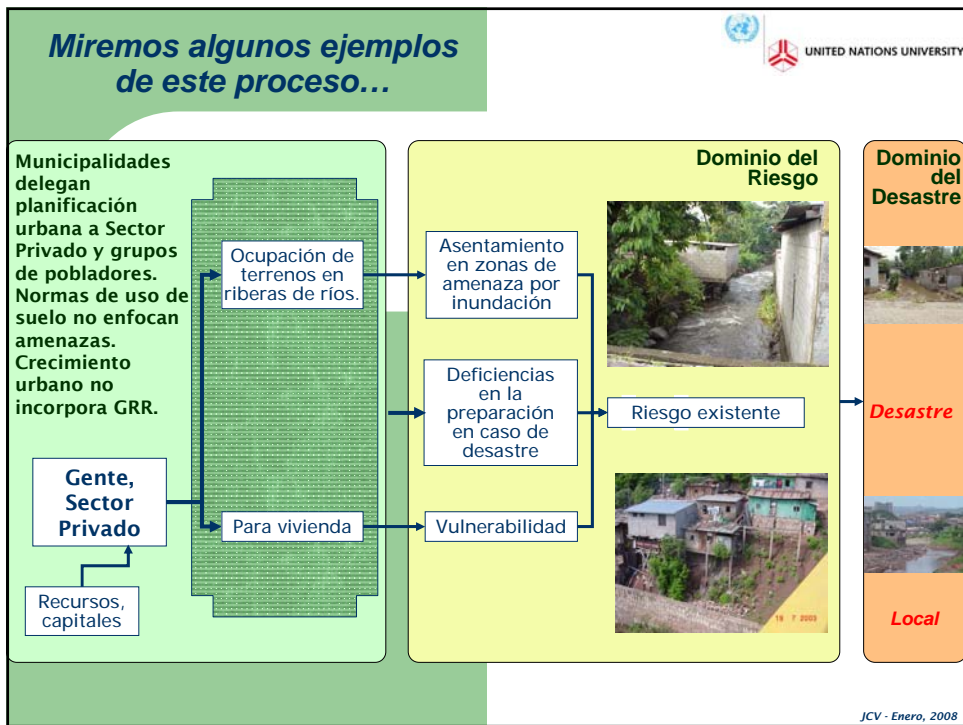 Miremos algunos ejemplos
de este proceso…
UNITED NATIONS UNIVERSITY
Municipalidades
delegan
planificación
urbana a Sector
Privado y grupos
de pobladores.
Normas de uso de
suelo no enfocan
amenazas.
Crecimiento
urbano no
incorpora GRR.
Gente,
Sector
Privado
Recursos,
capitales
Ocupación de
terrenos en
riberas de ríos.
Para vivienda
Dominio del
Riesgo
Asentamiento
en zonas de
amenaza por
inundación
Deficiencias
en la
preparación
en caso de
desastre
Vulnerabilidad
Riesgo existente
19 7 2003
Dominio
del
Desastre
Desastre
Local
JCV - Enero, 2008